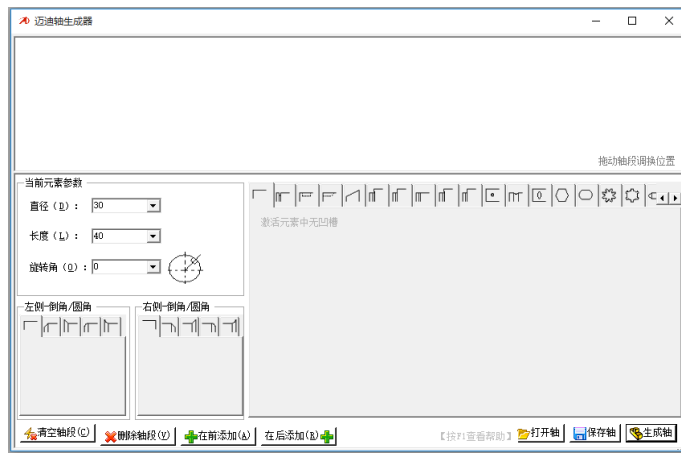 迈迪轴生成器
拖动轴段调换位置
当前元素参数
直径(D): 30
长度(L): 40
旋转角(O): 0
激活元素中无凹槽
左侧-倒角/圆角 右侧-倒角/圆角
清空轴段(C) 删除轴段(V) 在前添加(A) 在后添加(B) 【按F1查看帮助】 打开轴 保存轴 生成轴